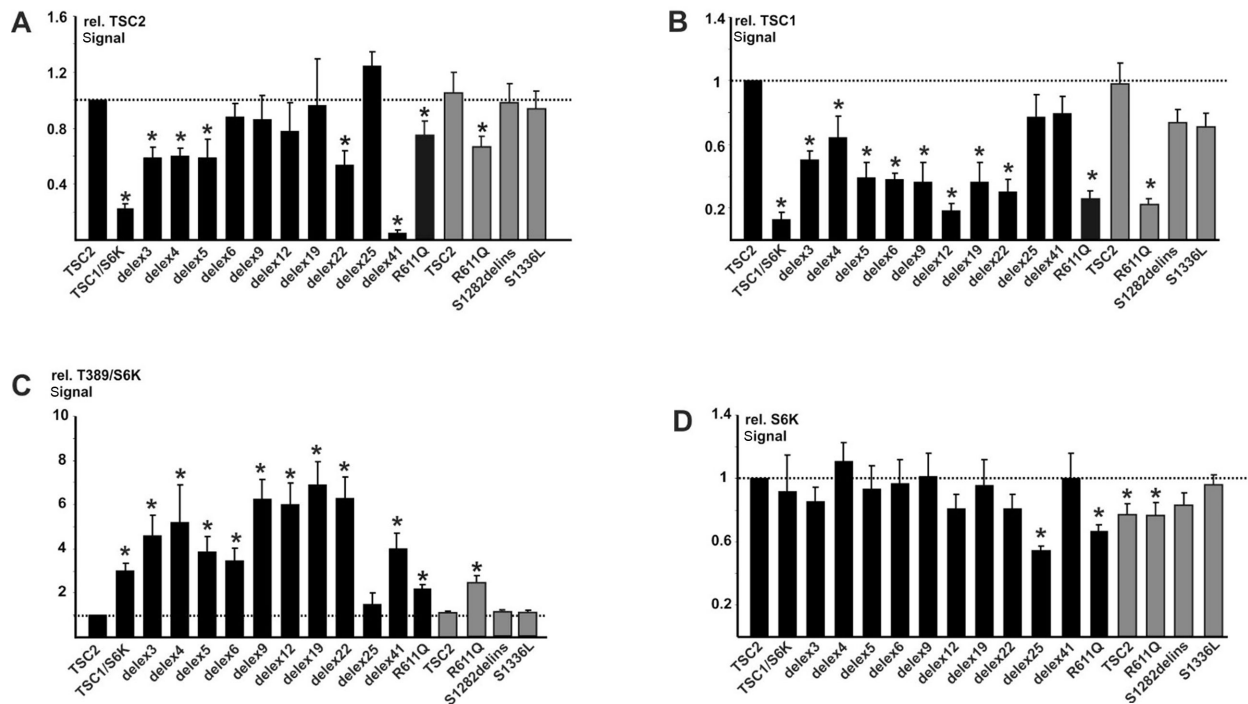 A
rel. TSC2
Signal
1.6
1.2
1.0
0.8
0.4
* * * * * * * *
TSC2
TSC1/S6K
delex3
delex4
delex5
delex6
delex9
delex12
delex19
delex22
delex25
delex41
R611Q
TSC2
R611Q
S1282delins
S1336L
B
rel. TSC1
Signal
1.4
1
0.6
0.2
* * * * * * * * * * *
TSC2
TSC1/S6K
delex3
delex4
delex5
delex6
delex9
delex12
delex19
delex22
delex25
delex41
R611Q
TSC2
R611Q
S1282delins
S1336L
C
rel. T389/S6K
Signal
10
8
6
4
2
* * * * * * * * * * * *
TSC2
TSC1/S6K
delex3
delex4
delex5
delex6
delex9
delex12
delex19
delex22
delex25
delex41
R611Q
TSC2
R611Q
S1282delins
S1336L
D
rel. S6K
Signal
1.4
1
0.6
0.2
* * * *
TSC2
TSC1/S6K
delex3
delex4
delex5
delex6
delex9
delex12
delex19
delex22
delex25
delex41
R611Q
TSC2
R611Q
S1282delins
S1336L